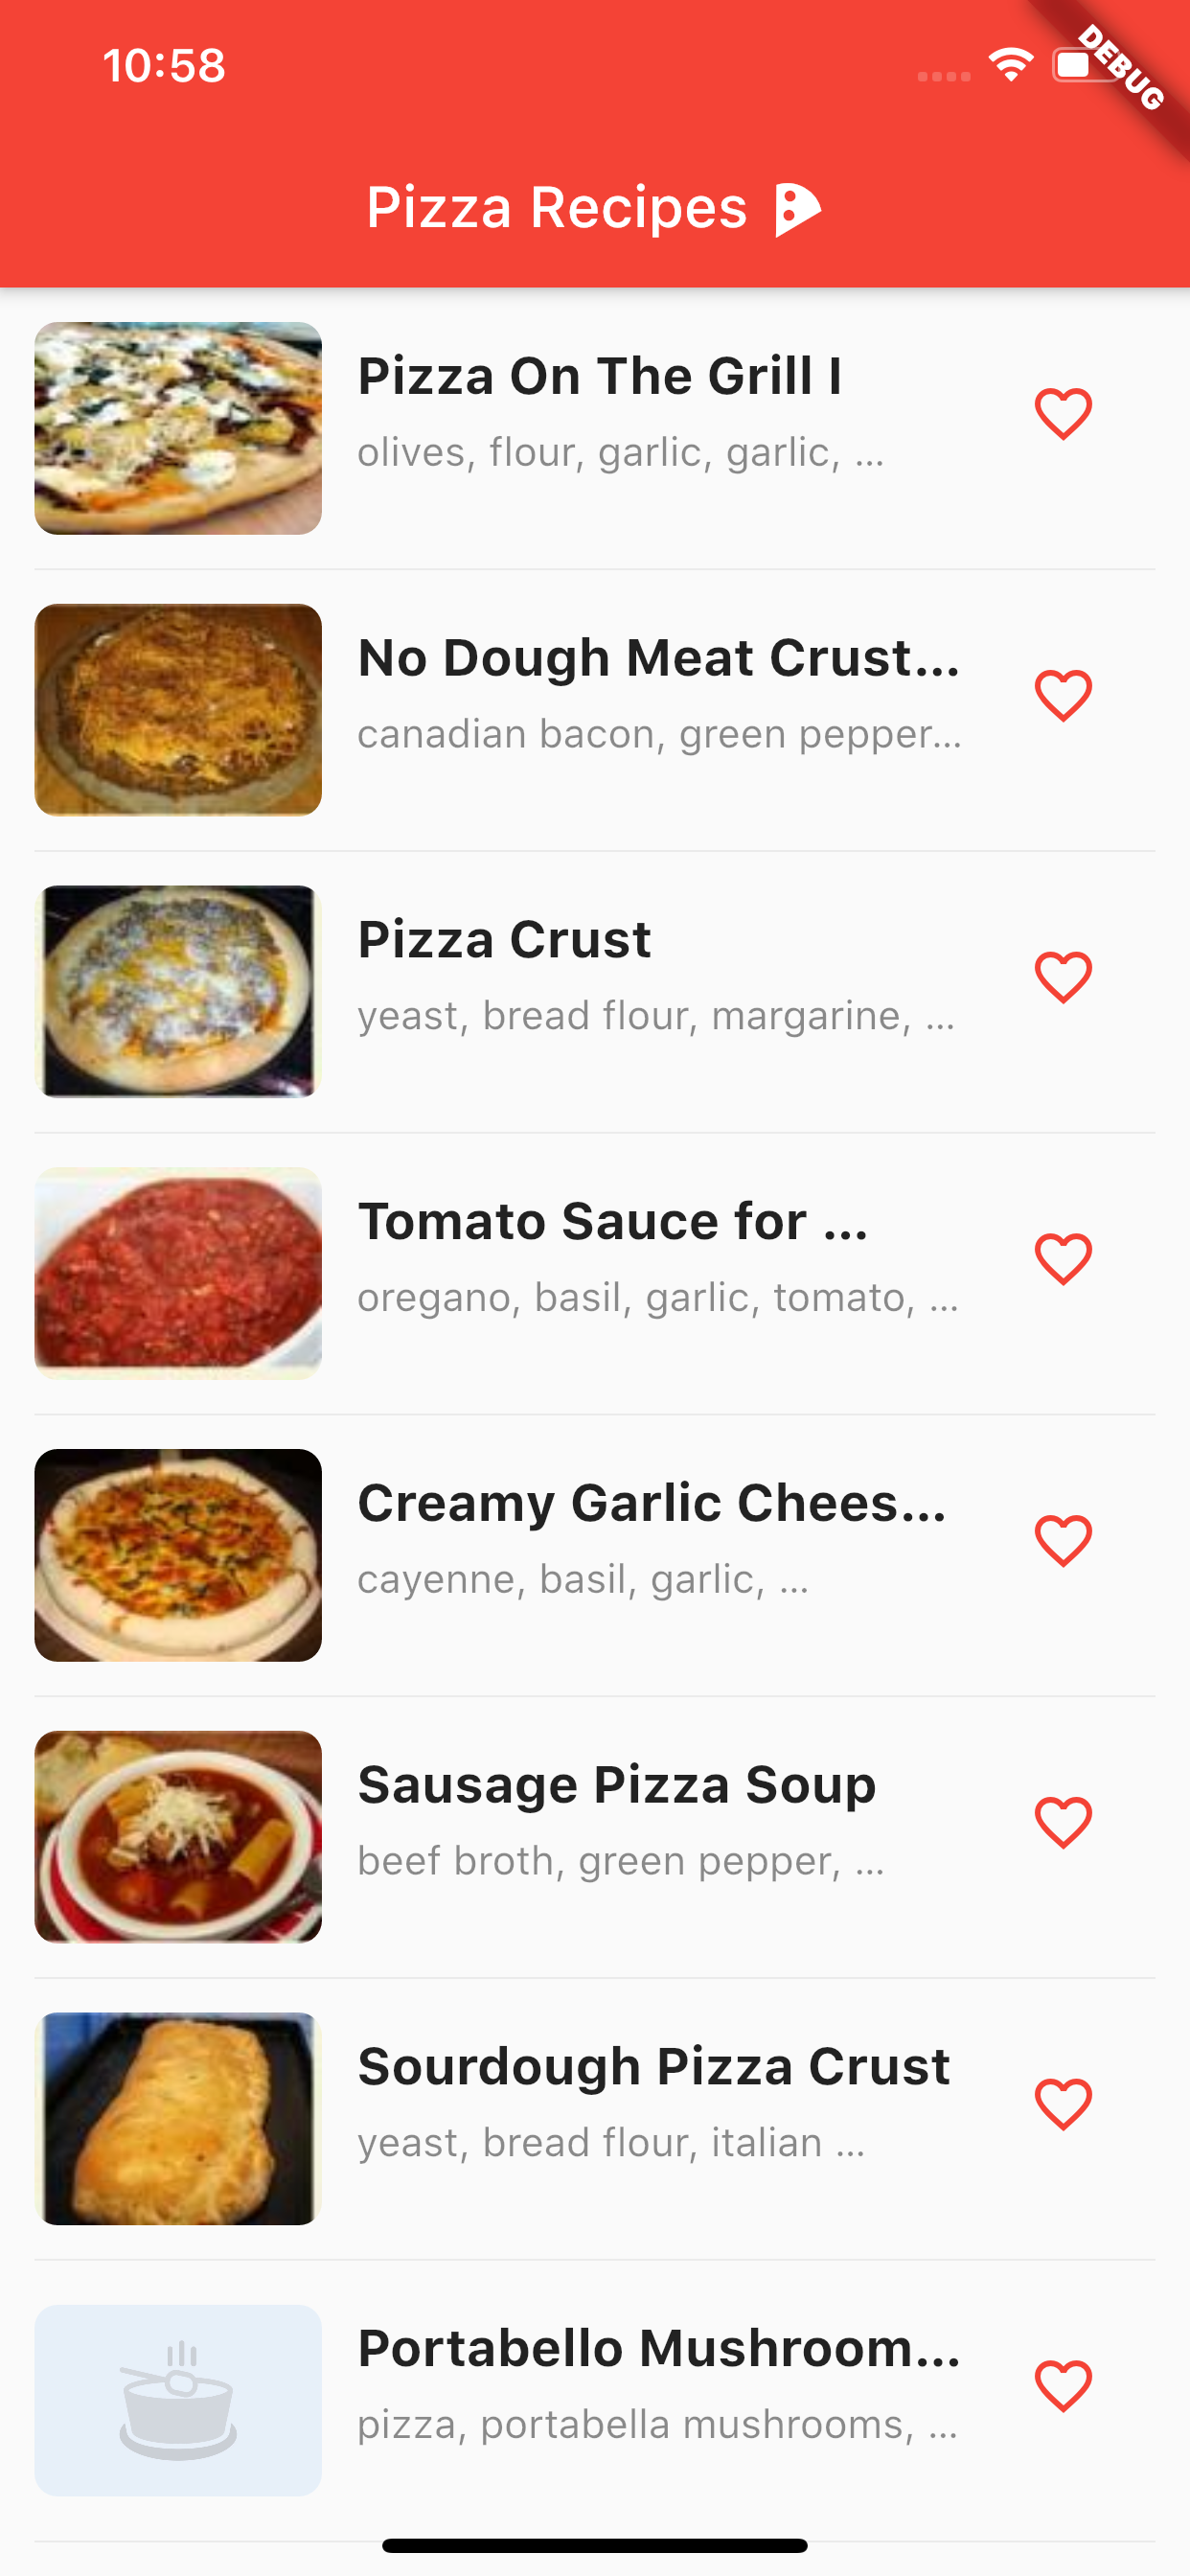 10:58
DEBUG
Pizza Recipes
Pizza On The Grill I
olives, flour, garlic, garlic, ...
No Dough Meat Crust...
canadian bacon, green pepper...
Pizza Crust
yeast, bread flour, margarine, ...
Tomato Sauce for ...
oregano, basil, garlic, tomato, ...
Creamy Garlic Chees...
cayenne, basil, garlic, ...
Sausage Pizza Soup
beef broth, green pepper, ...
Sourdough Pizza Crust
yeast, bread flour, italian ...
Portabello Mushroom...
pizza, portabella mushrooms, ...